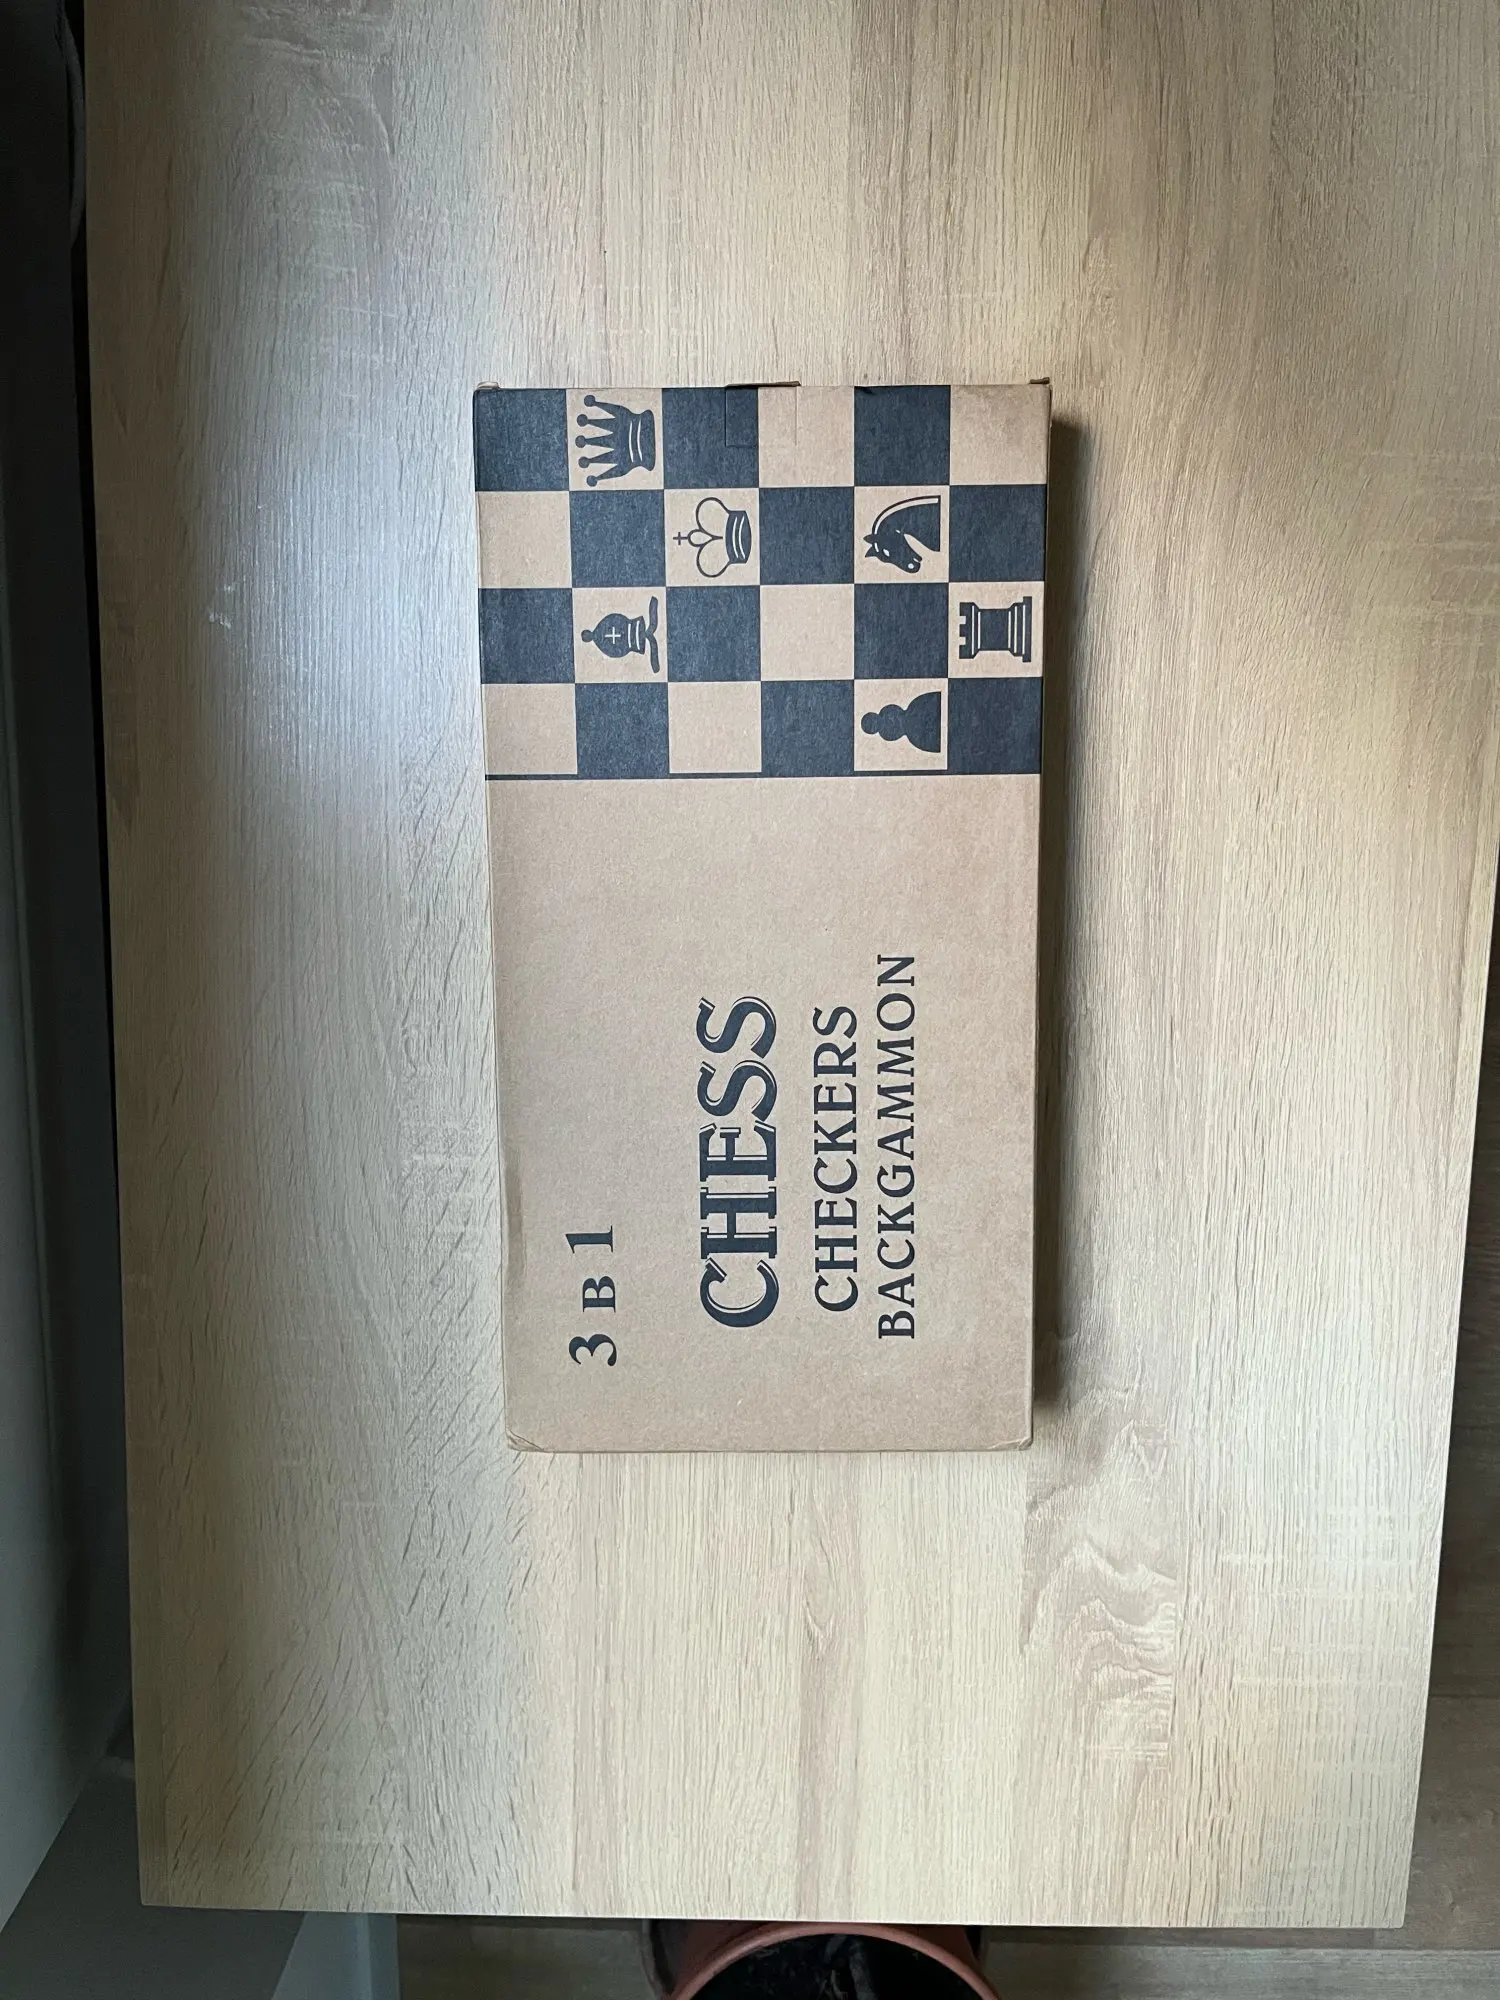 3 В 1
CHESS
CHECKERS
BACKGAMMON